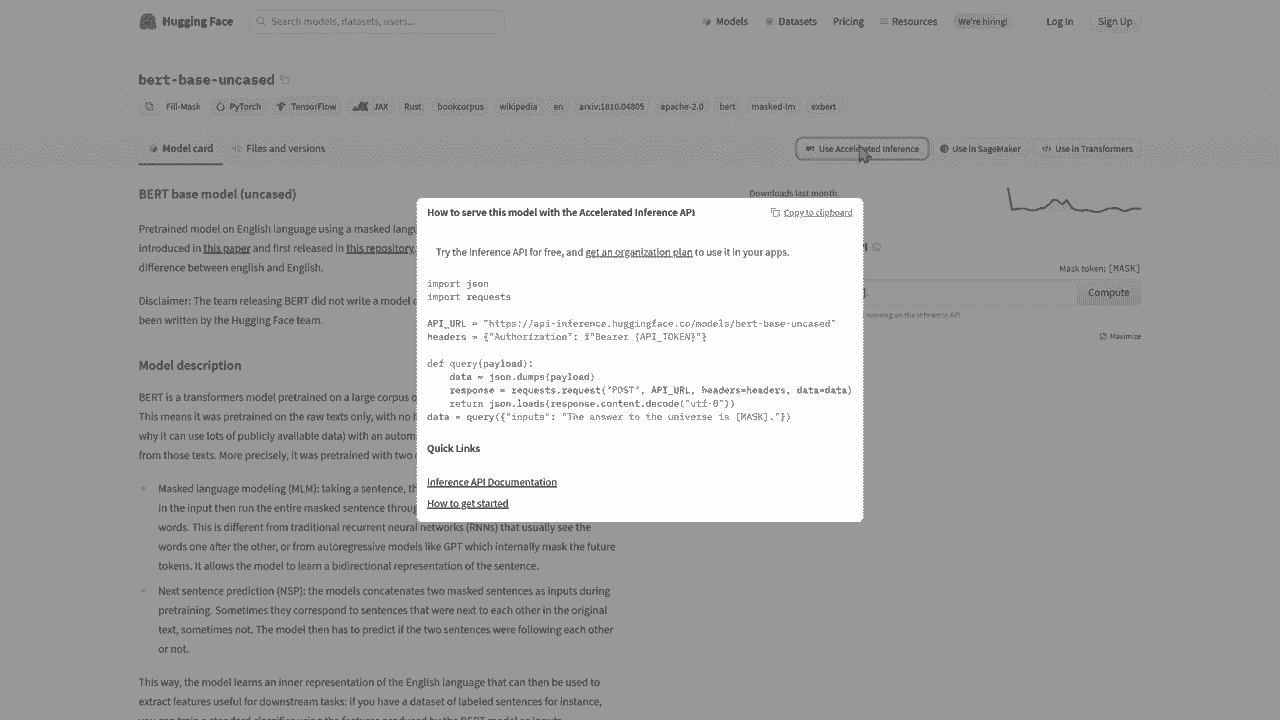 Hugging Face
Search models, datasets, users...
Models
Datasets
Pricing
Resources
We're hiring!
Log In
Sign Up
bert-base-uncased
Fill-Mask
PyTorch
TensorFlow
JAX
Rust
bookcorpus
wikipedia
en
arxiv:1810.04805
apache-2.0
bert
masked-lm
exbert
Model card
Files and versions
Use Accelerated Inference
Use in SageMaker
Use in Transformers
BERT base model (uncased)
Pretrained model on English language using a masked
introduced in this paper and first released in this repository.
difference between english and English.
Disclaimer: The team releasing BERT did not write a model
been written by the Hugging Face team.
Model description
BERT is a transformers model pretrained on a large corpus
This means it was pretrained on the raw texts only, with no
why it can use lots of publicly available data) with an
from those texts. More precisely, it was pretrained with two
Masked language modeling (MLM): taking a sentence,
in the input then run the entire masked sentence
words. This is different from traditional recurrent neural networks (RNNs) that usually see the
words one after the other, or from autoregressive models like GPT which internally mask the future
tokens. It allows the model to learn a bidirectional representation of the sentence.
Next sentence prediction (NSP): the models concatenates two masked sentences as inputs during
pretraining. Sometimes they correspond to sentences that were next to each other in the original
text, sometimes not. The model then has to predict if the two sentences were following each other
or not.
This way, the model learns an inner representation of the English language that can then be used to
extract features useful for downstream tasks: if you have a dataset of labeled sentences for instance,
Downloads last month
Mask token: [MASK]
Compute
running on the Inference API.
Maximize
How to serve this model with the Accelerated Inference API
Copy to clipboard
Try the Inference API for free, and get an organization plan to use it in your apps.
import json
import requests
API_URL = "https://api-inference.huggingface.co/models/bert-base-uncased"
headers = {"Authorization": f"Bearer {API_TOKEN}"}
def query(payload):
data = json.dumps(payload)
response = requests.request("POST", API_URL, headers=headers, data=data)
return json.loads(response.content.decode("utf-8"))
data = query({"inputs": "The answer to the universe is [MASK]."})
Quick Links
Inference API Documentation
How to get started